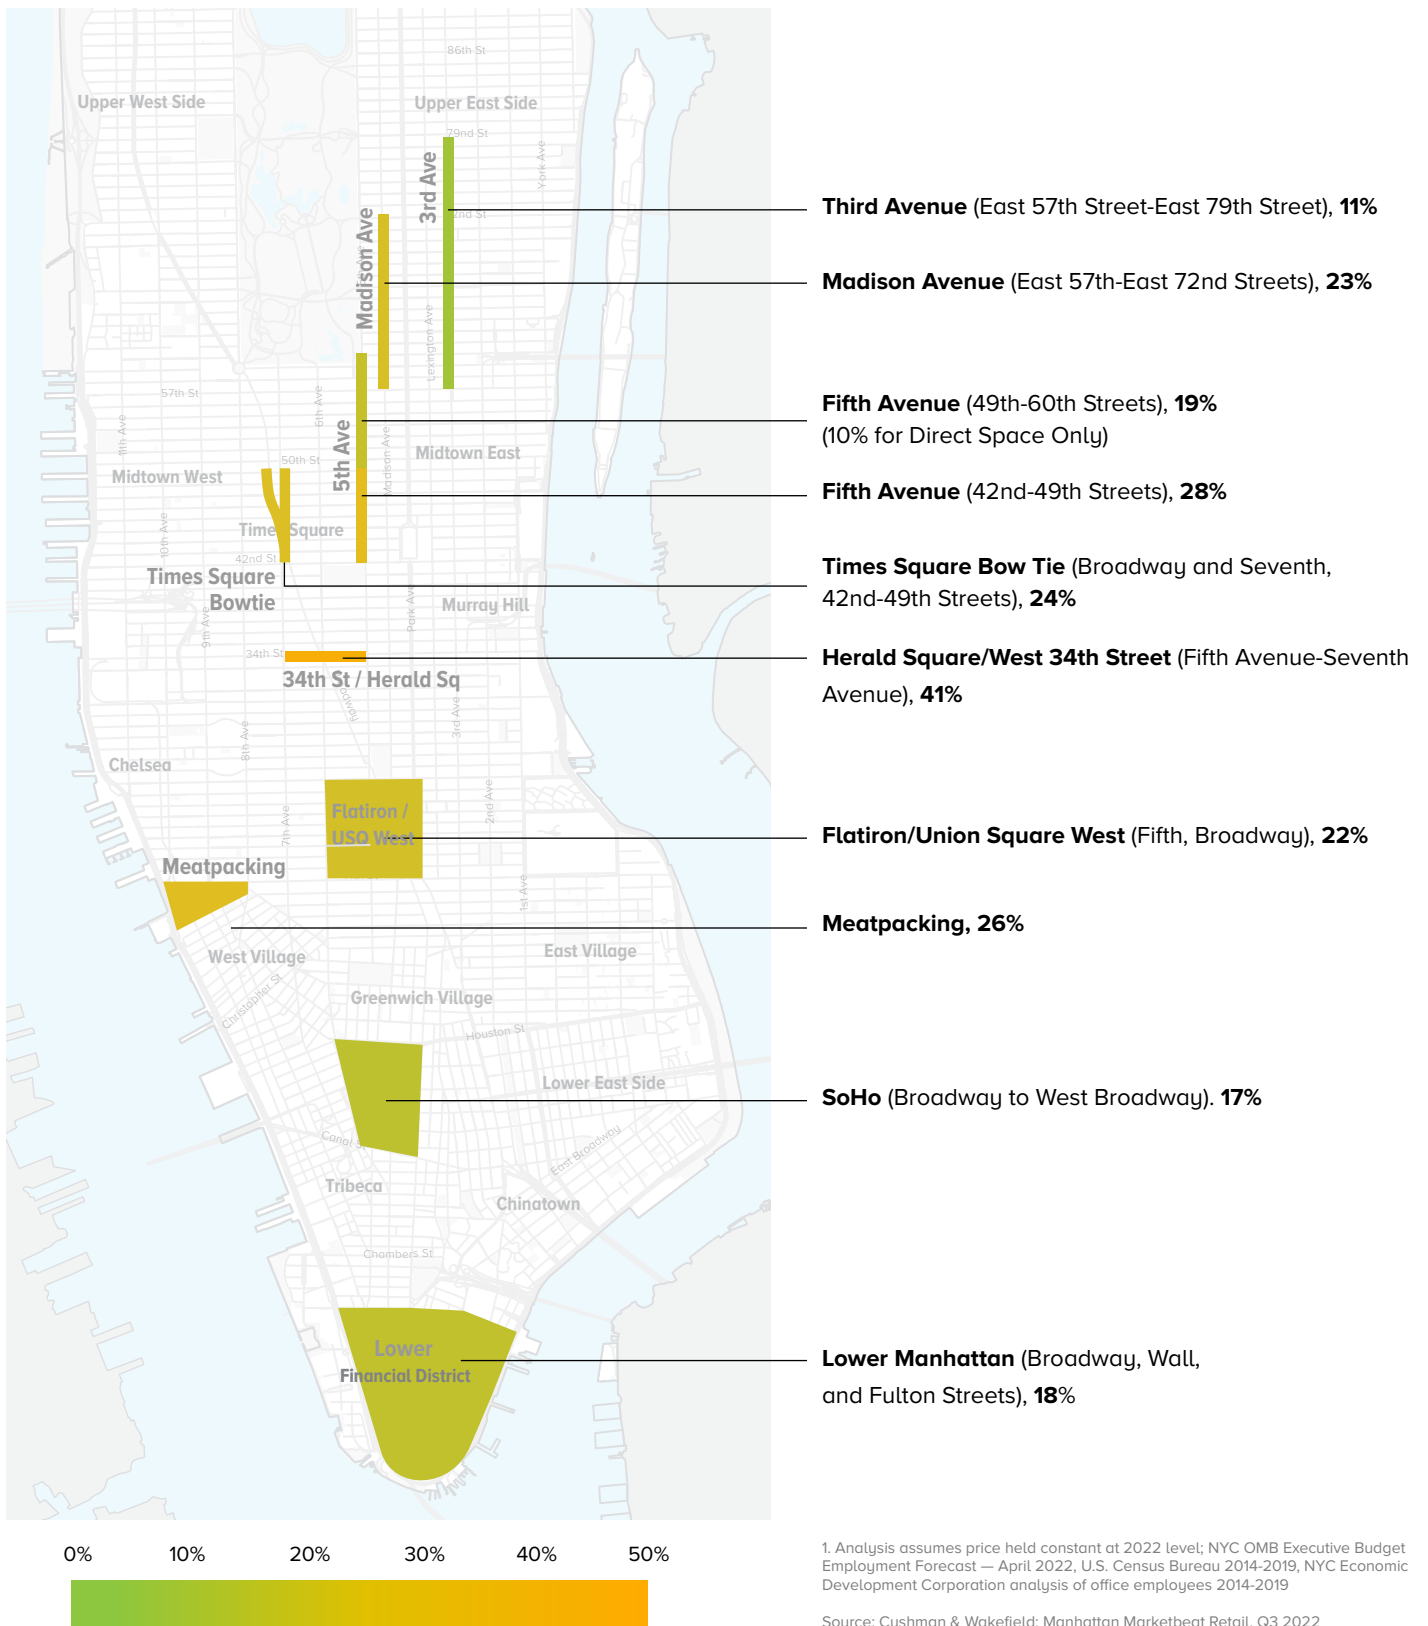 86th St
Upper West Side
Upper East Side
79nd St
York Ave
3rd Ave
2nd St
Third Avenue (East 57th Street-East 79th Street), 11%
Madison Ave
Madison Avenue (East 57th-East 72nd Streets), 23%
Lexington Ave
57th St
6th Ave
11th Ave
Fifth Avenue (49th-60th Streets), 19%
(10% for Direct Space Only)
5th Ave
Madison Ave
50th St
Midtown East
Midtown West
Fifth Avenue (42nd-49th Streets), 28%
10th Ave
Time Square
42nd St
Times Square
Bowtie
Times Square Bow Tie (Broadway and Seventh,
42nd-49th Streets), 24%
Park Ave
Murray Hill
9th Ave
34th St
Herald Square/West 34th Street (Fifth Avenue-Seventh
Avenue), 41%
34th St / Herald Sq
3rd Ave
8th Ave
Chelsea
2nd Ave
7th Ave
Flatiron /
USQ West
Flatiron/Union Square West (Fifth, Broadway), 22%
Meatpacking
1st Ave
Meatpacking, 26%
West Village
East Village
Christopher St
Greenwich Village
Houston St
Lower East Side
SoHo (Broadway to West Broadway). 17%
Canal S
East Broadway
Tribeca
Chinatown
Chambers St
Lower
Financial District
Lower Manhattan (Broadway, Wall,
and Fulton Streets), 18%
0% 10% 20% 30% 40% 50%
1. Analysis assumes price held constant at 2022 level; NYC OMB Executive Budget
Employment Forecast — April 2022, U.S. Census Bureau 2014-2019, NYC Economic
Development Corporation analysis of office employees 2014-2019
Source: Cushman & Wakefield: Manhattan Marketbeat Retail, Q3 2022